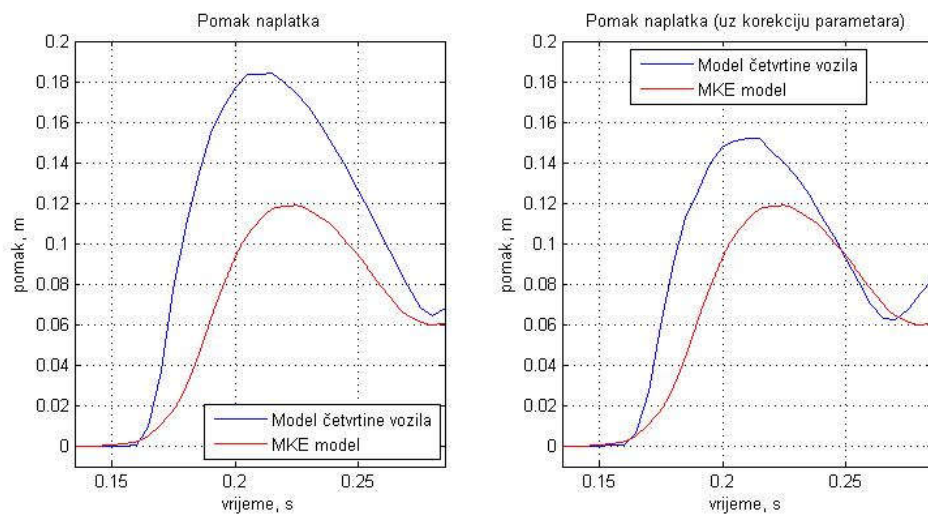 Pomak naplatka
0.2
0.18
0.16
0.14
0.12
0.1
0.08
0.06
0.04
0.02
0
pomak, m
Model četvrtine vozila
MKE model
0.15
0.2
0.25
vrijeme, s
Pomak naplatka (uz korekciju parametara)
0.2
0.18
0.16
0.14
0.12
0.1
0.08
0.06
0.04
0.02
0
pomak, m
Model četvrtine vozila
MKE model
0.15
0.2
0.25
vrijeme, s